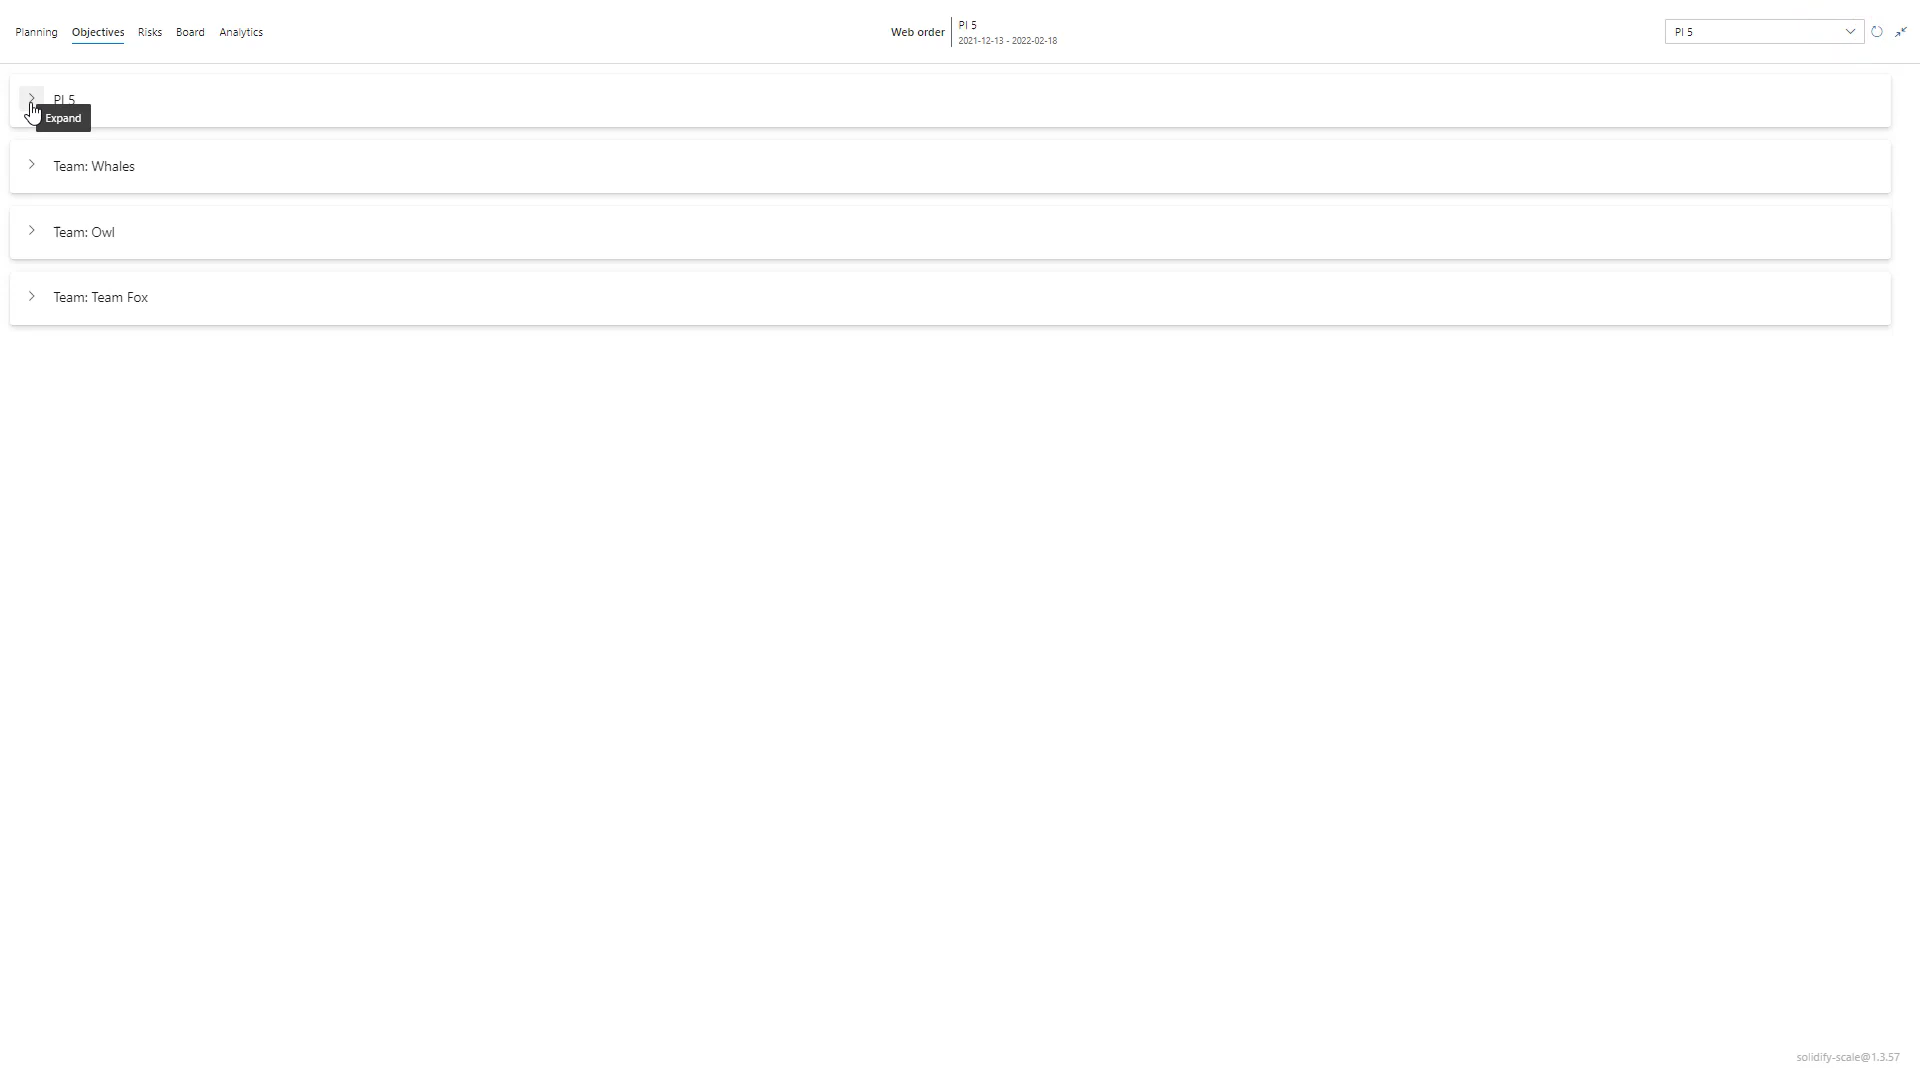 Planning Objectives Risks Board Analytics
Web order
PI 5
2021-12-13 - 2022-02-18
PI 5
PI 5
Expand
Team: Whales
Team: Owl
Team: Team Fox
solidify-scale@1.3.57